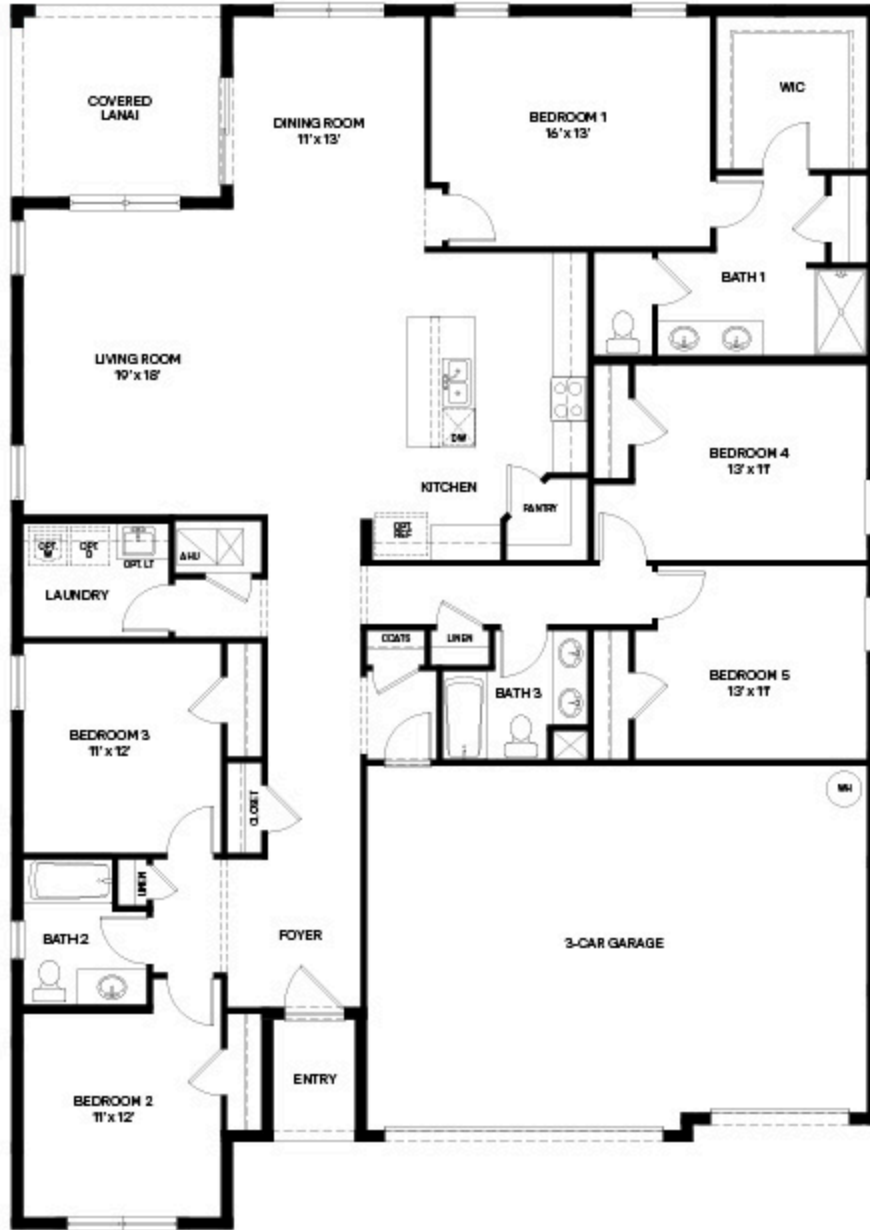 COVERED
LANAI
DINING ROOM
11' x 13'
BEDROOM 1
16' x 13'
WIC
BATH 1
LIVING ROOM
19' x 18'
DW
KITCHEN
PANTRY
OPT.
REF
BEDROOM 4
13' x 11'
OPT.
W
OPT.
D
OPT. LT
AHU
LAUNDRY
COATS
LINEN
BATH 3
BEDROOM 5
13' x 11'
BEDROOM 3
11' x 12'
CLOSET
WH
LINEN
BATH 2
FOYER
3-CAR GARAGE
ENTRY
BEDROOM 2
11' x 12'